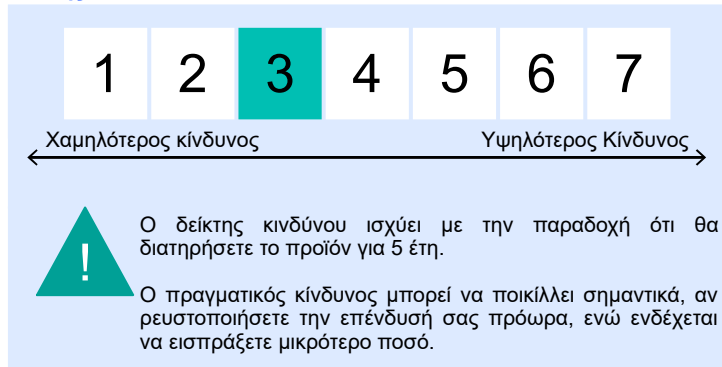 1 2 3 4 5 6 7
Χαμηλότερος κίνδυνος Υψηλότερος Κίνδυνος
!
Ο δείκτης κινδύνου ισχύει με την παραδοχή ότι θα
διατηρήσετε το προϊόν για 5 έτη.
Ο πραγματικός κίνδυνος μπορεί να ποικίλλει σημαντικά, αν
ρευστοποιήσετε την επένδυσή σας πρόωρα, ενώ ενδέχεται
να εισπράξετε μικρότερο ποσό.